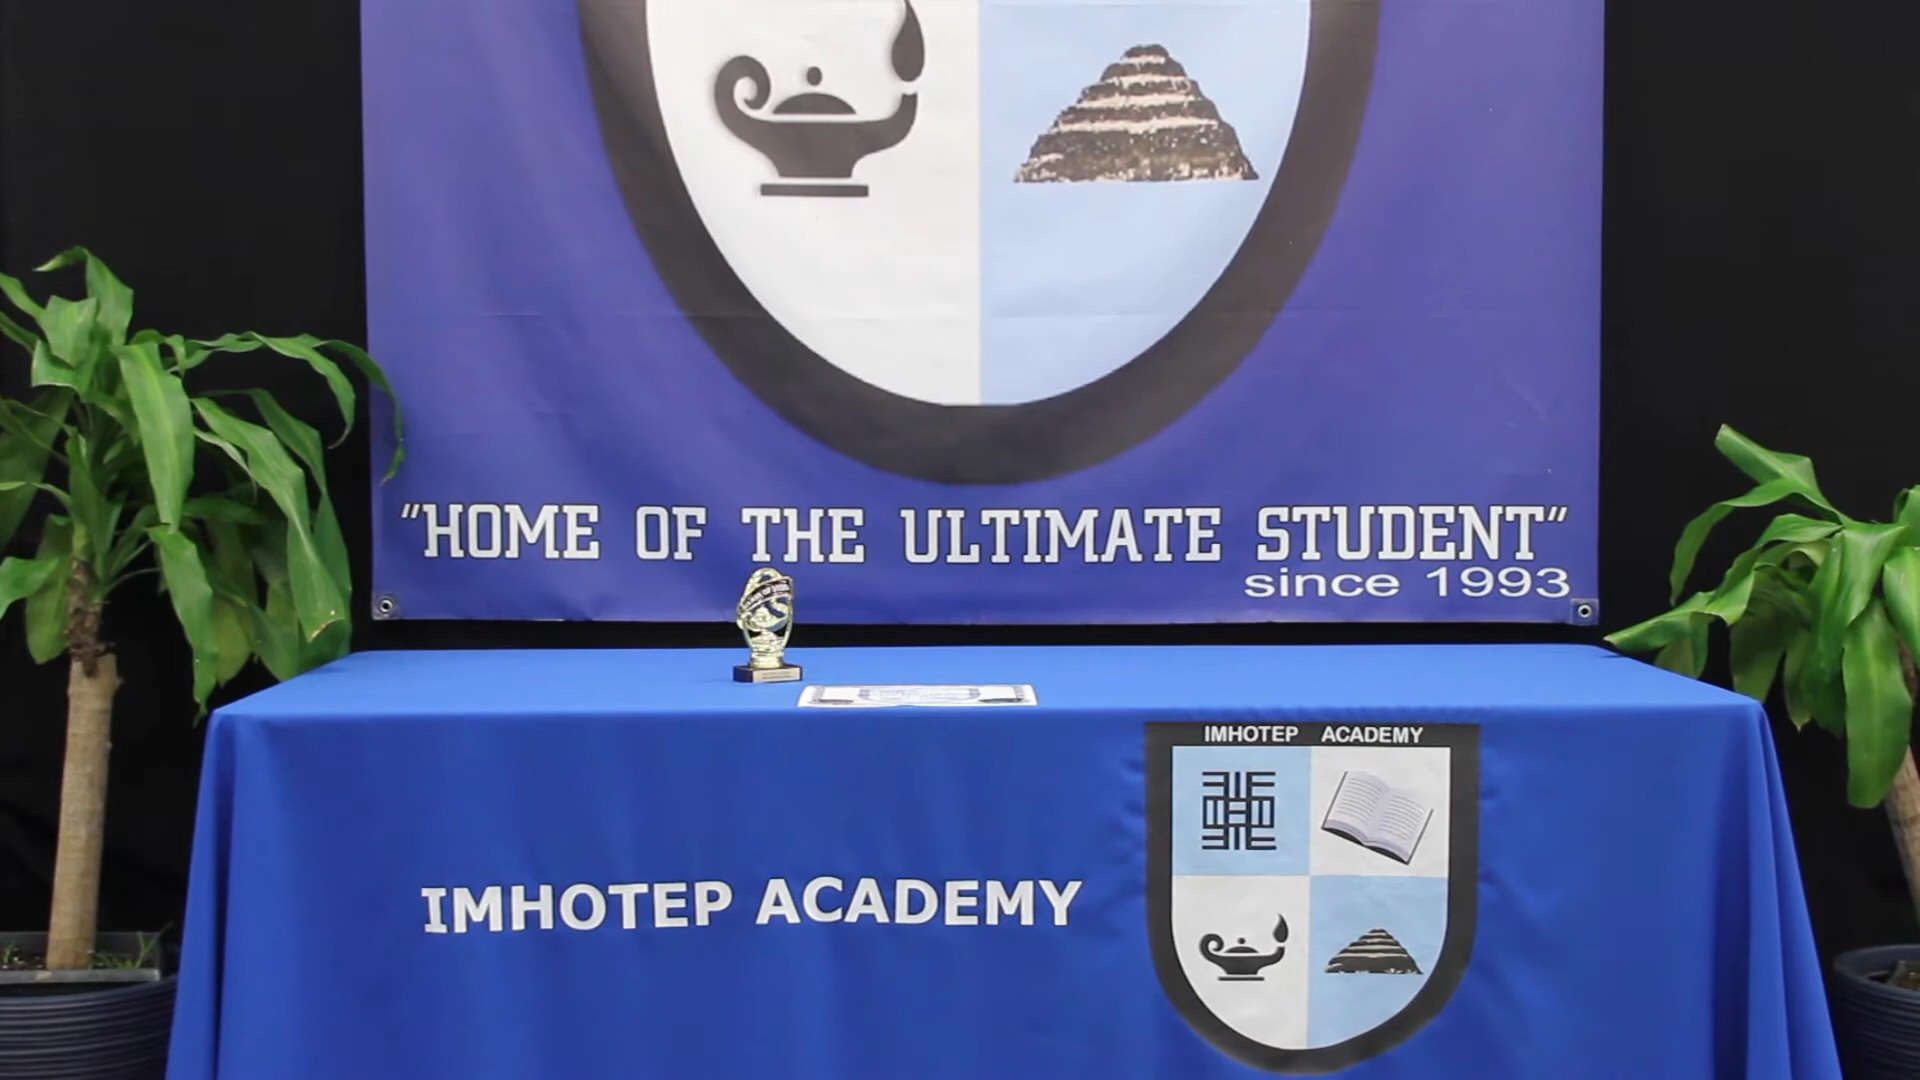 "HOME OF THE ULTIMATE STUDENT"
since 1993
IMHOTEP ACADEMY
IMHOTEP ACADEMY